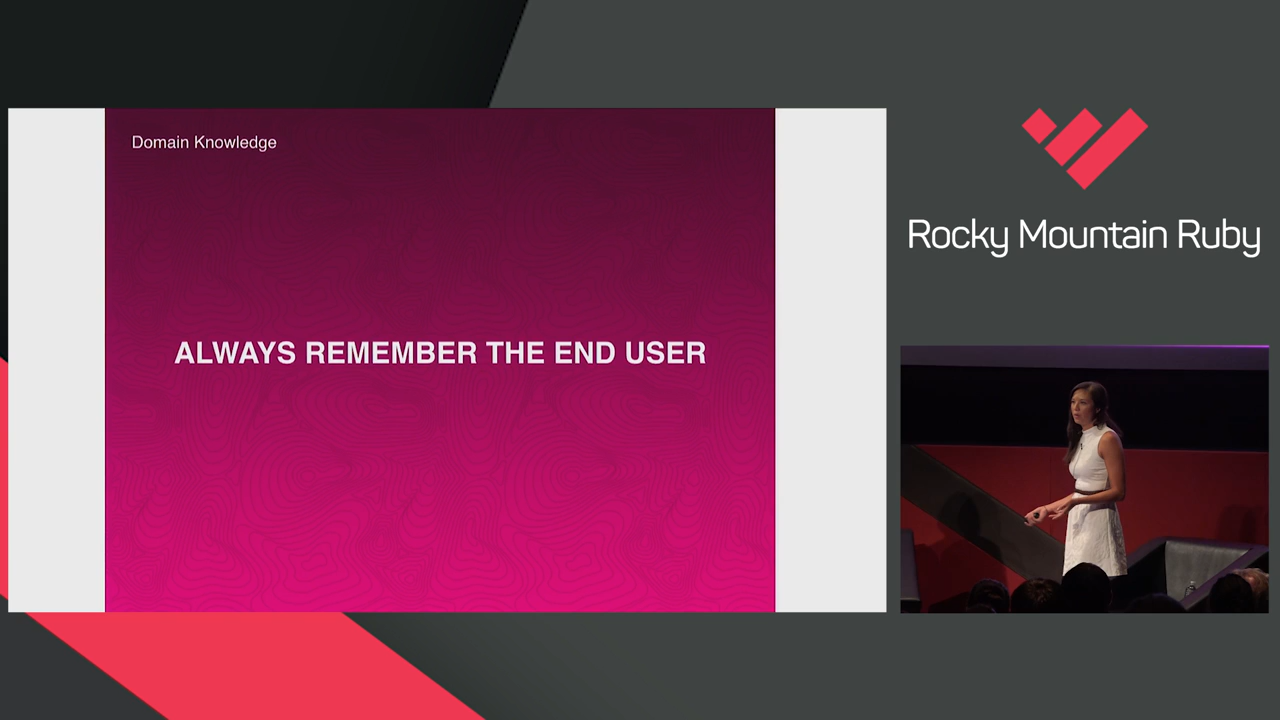 Domain Knowledge
ALWAYS REMEMBER THE END USER
Rocky Mountain Ruby